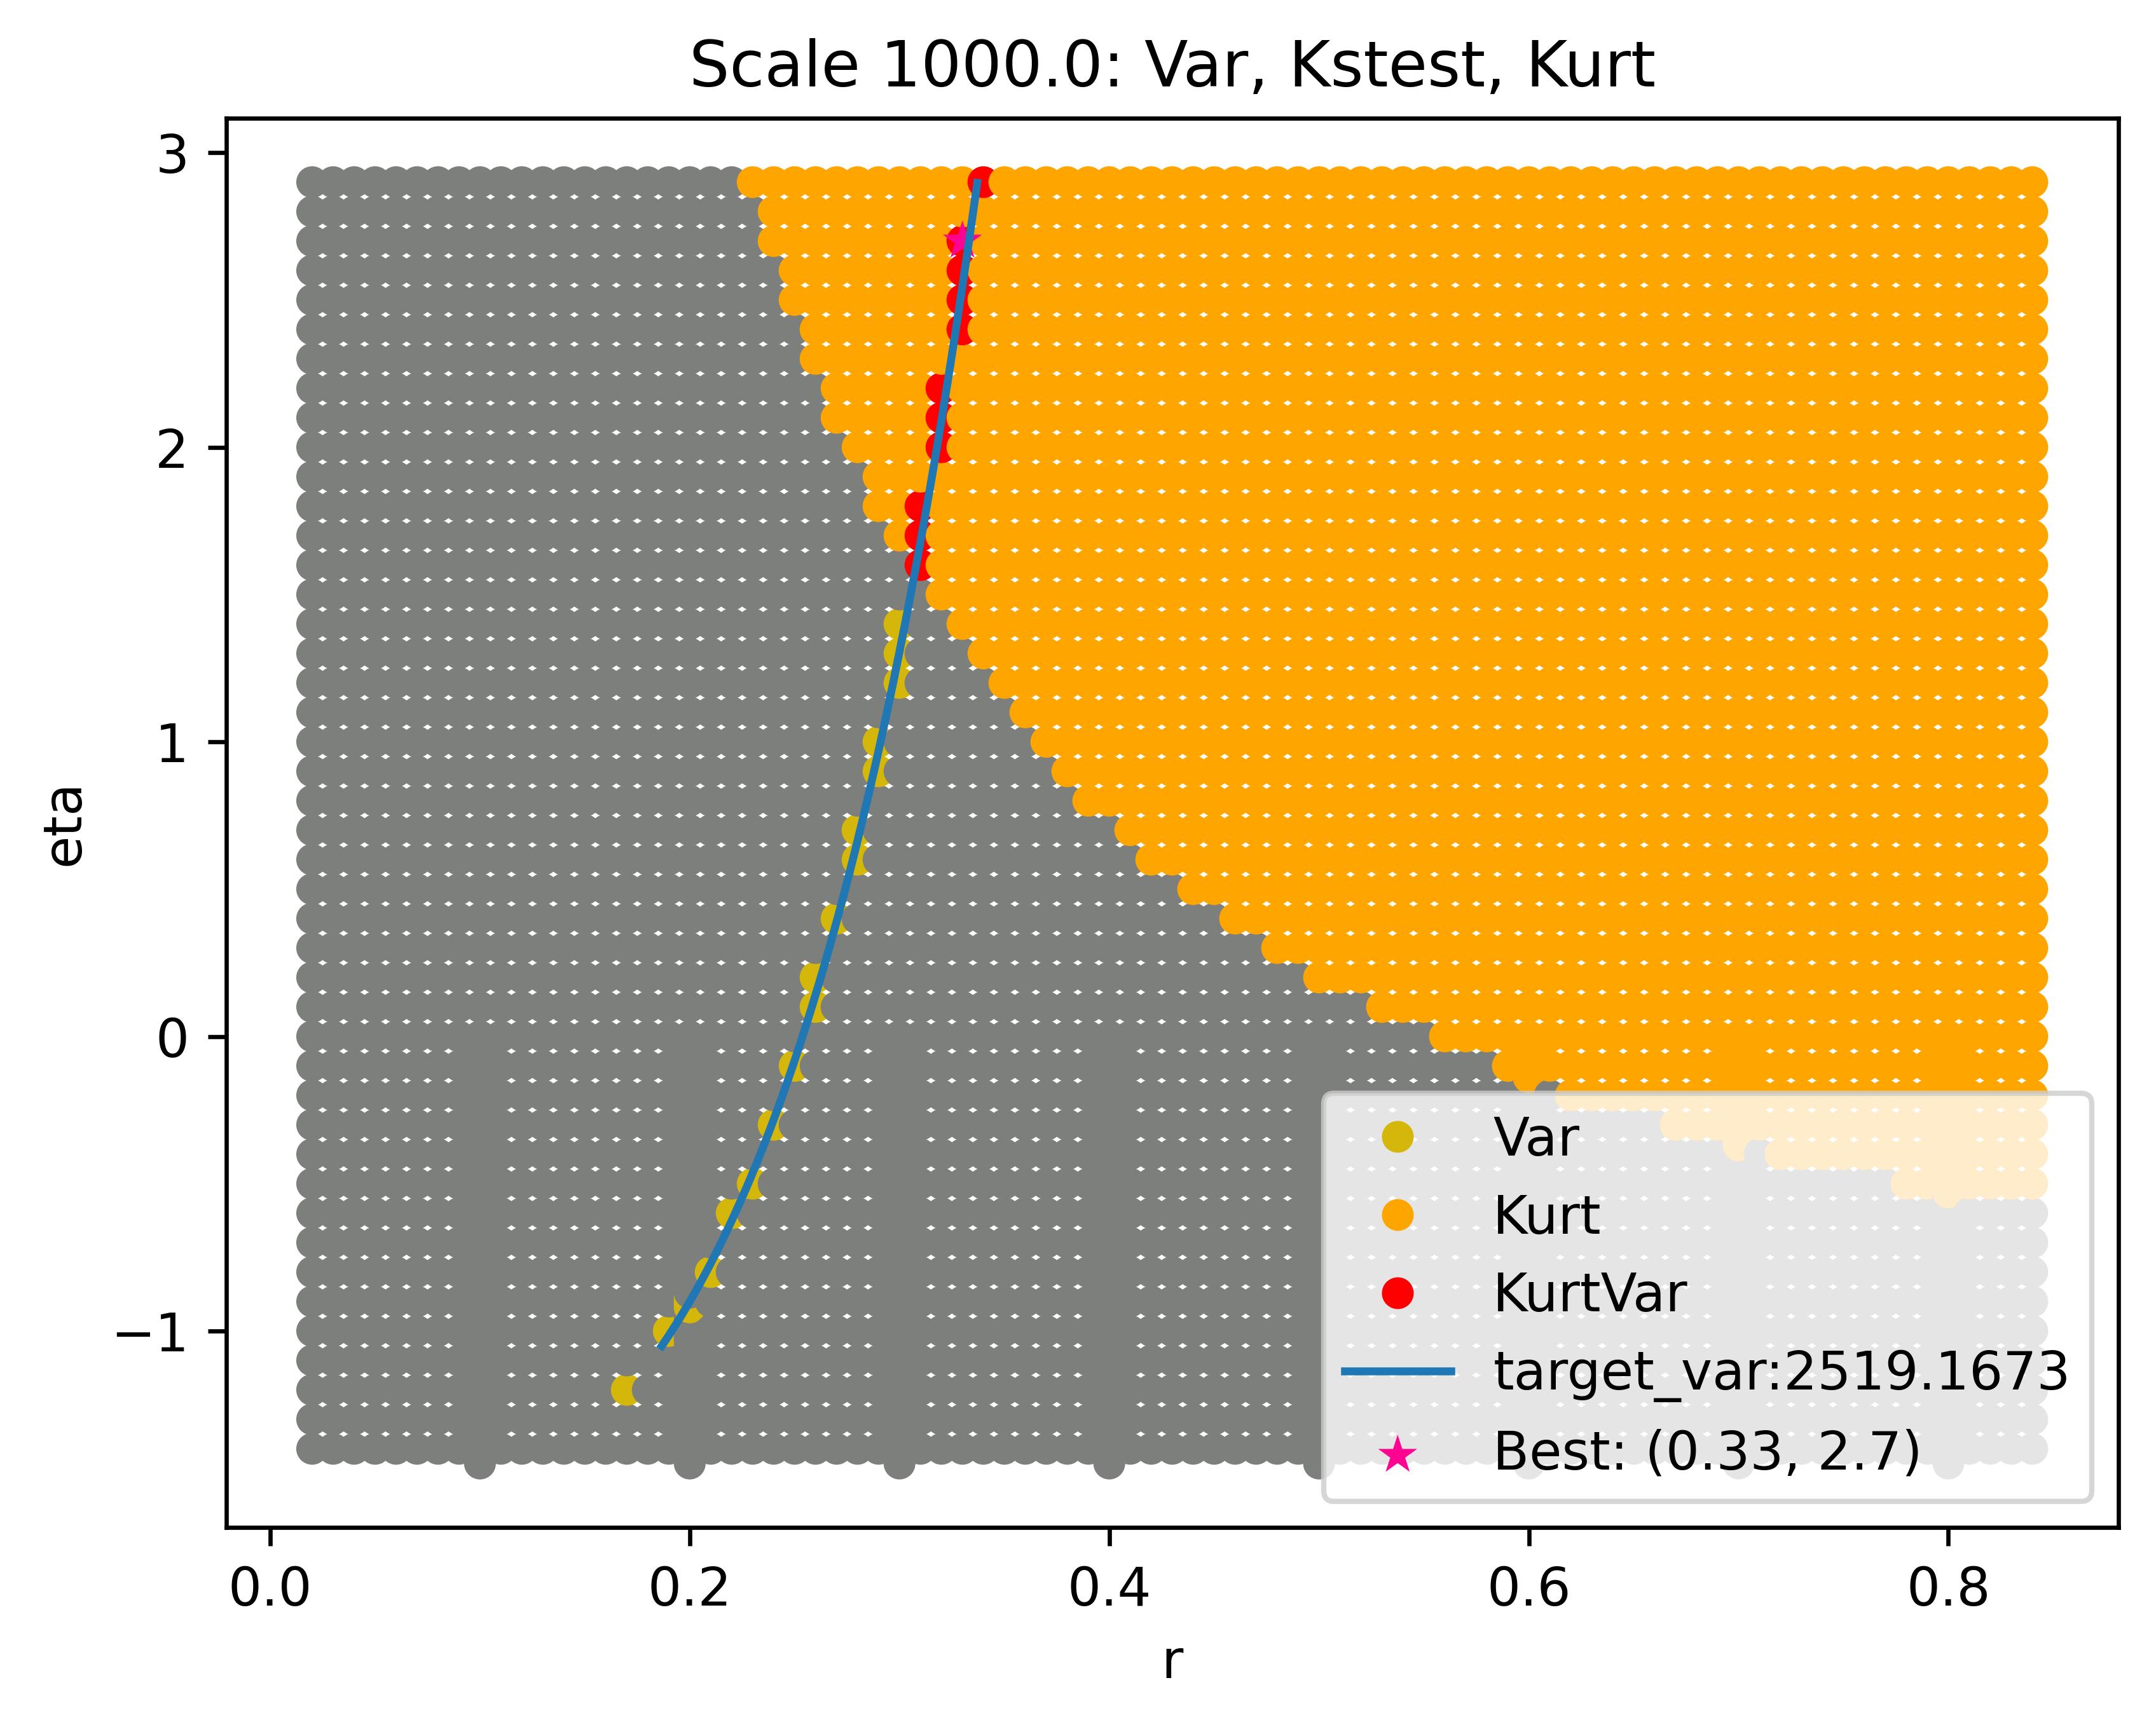 Scale 1000.0: Var, Kstest, Kurt
3
2
1
0
−1
eta
0.0 0.2 0.4 0.6 0.8
r
Var
Kurt
KurtVar
target_var:2519.1673
Best: (0.33, 2.7)